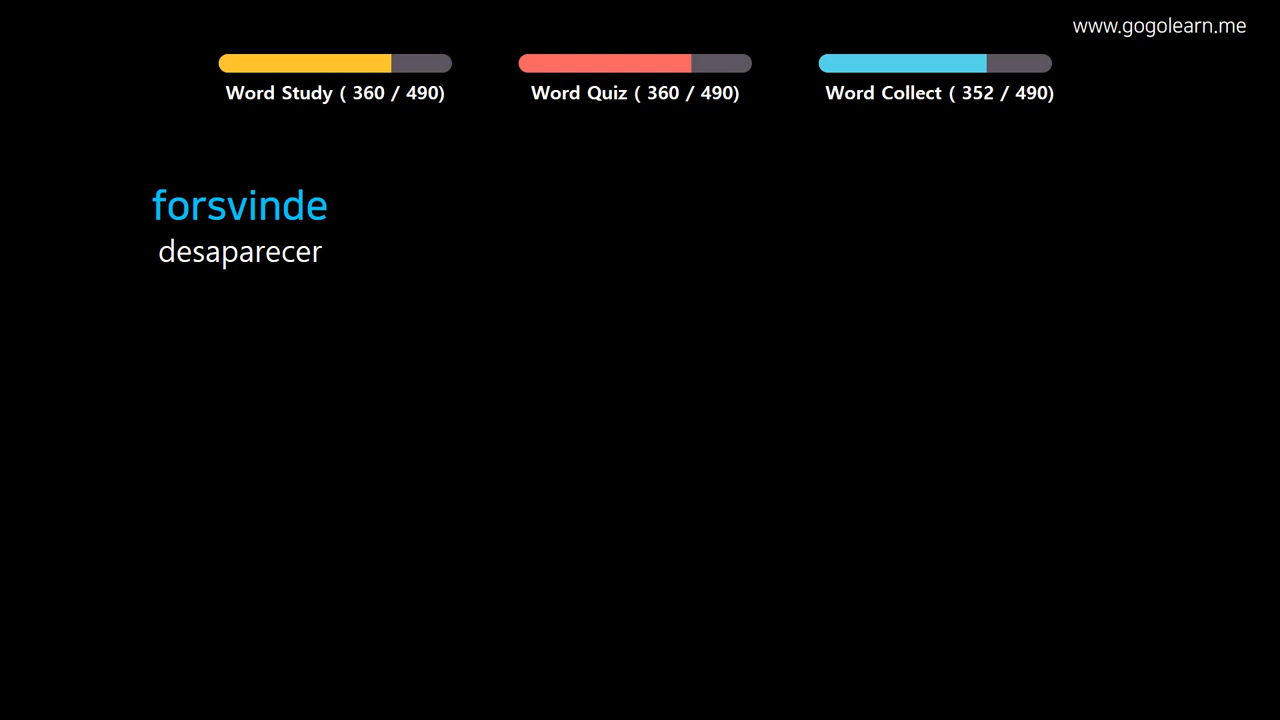 www.gogolearn.me
Word Study ( 360 / 490)
Word Quiz ( 360 / 490)
Word Collect ( 352 / 490)
forsvinde
desaparecer